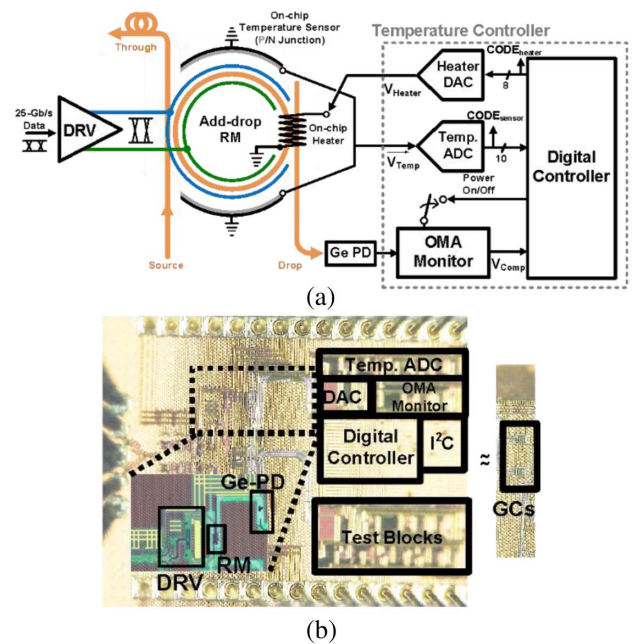 On-chip
Temperature Sensor
(P/N Junction)
Temperature Controller
Through
CODEheater
Heater
DAC
8
VHeater
25-Gb/s
Data
DRV
Add-drop
RM
On-chip
Heater
CODEsensor
Temp.
ADC
10
VTemp
Digital
Controller
Power
On/Off
Source
Drop
Ge PD
OMA
Monitor
VComp
(a)
Temp. ADC
DAC
OMA
Monitor
Digital
Controller
I²C
≈
GCs
Ge-PD
Test Blocks
DRV
RM
(b)